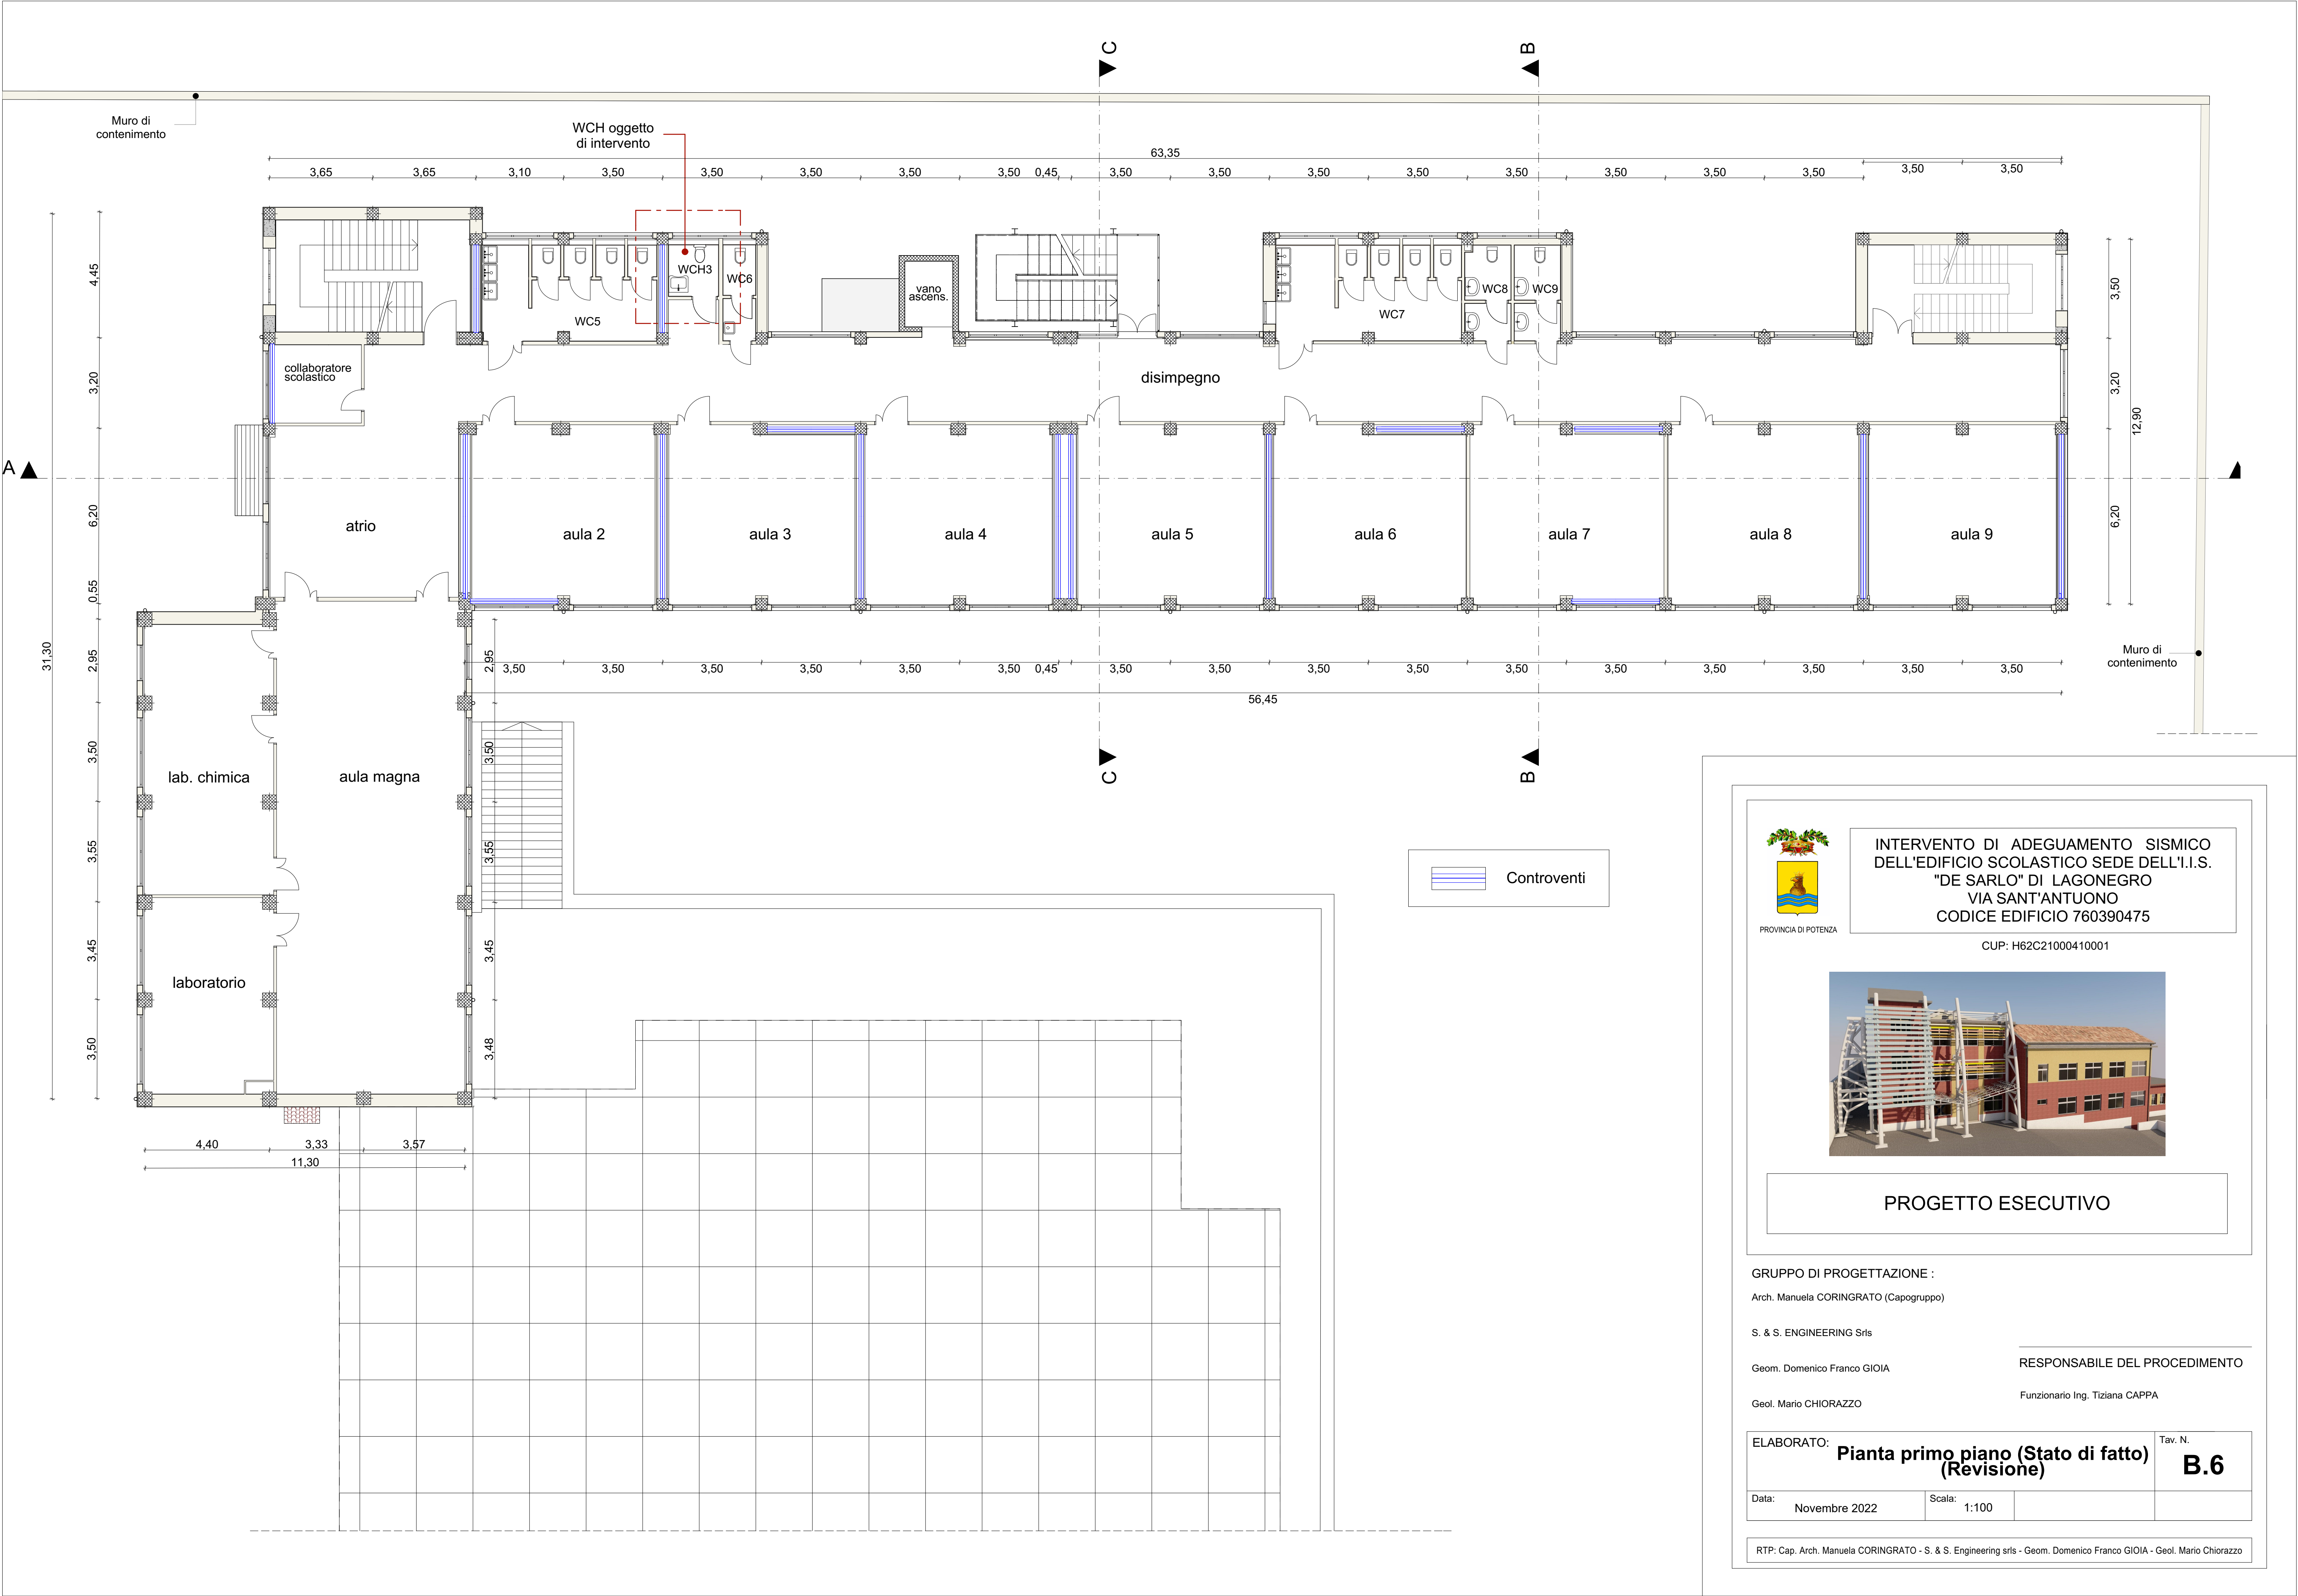 C
B
Muro di
contenimento
WCH oggetto
di intervento
63,35
3,65
3,65
3,10
3,50
3,50
3,50
3,50
3,50
0,45
3,50
3,50
3,50
3,50
3,50
3,50
3,50
3,50
3,50
3,50
4,45
3,20
6,20
0,55
2,95
3,50
3,55
3,45
3,50
31,30
WC5
WCH3
WC6
vano
ascens.
WC7
WC8
WC9
3,50
3,20
6,20
12,90
collaboratore
scolastico
disimpegno
A
atrio
aula 2
aula 3
aula 4
aula 5
aula 6
aula 7
aula 8
aula 9
2,95
3,50
3,55
3,45
3,48
3,50
3,50
3,50
3,50
3,50
3,50
0,45
3,50
3,50
3,50
3,50
3,50
3,50
3,50
3,50
3,50
3,50
56,45
Muro di
contenimento
C
B
lab. chimica
aula magna
laboratorio
4,40
3,33
3,57
11,30
Controventi
PROVINCIA DI POTENZA
INTERVENTO DI ADEGUAMENTO SISMICO
DELL'EDIFICIO SCOLASTICO SEDE DELL'I.I.S.
"DE SARLO" DI LAGONEGRO
VIA SANT'ANTUONO
CODICE EDIFICIO 760390475
CUP: H62C21000410001
PROGETTO ESECUTIVO
GRUPPO DI PROGETTAZIONE :
Arch. Manuela CORINGRATO (Capogruppo)
S. & S. ENGINEERING Srls
Geom. Domenico Franco GIOIA
Geol. Mario CHIORAZZO
RESPONSABILE DEL PROCEDIMENTO
Funzionario Ing. Tiziana CAPPA
ELABORATO:
Pianta primo piano (Stato di fatto)
(Revisione)
Tav. N.
B.6
Data:
Novembre 2022
Scala:
1:100
RTP: Cap. Arch. Manuela CORINGRATO - S. & S. Engineering srls - Geom. Domenico Franco GIOIA - Geol. Mario Chiorazzo